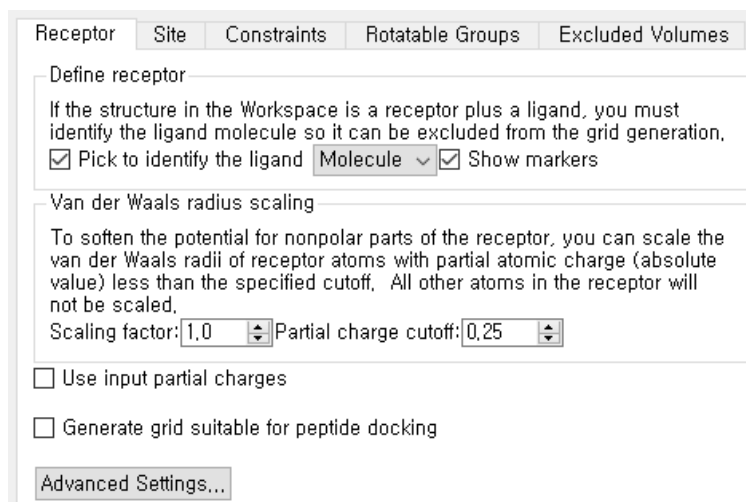 Receptor Site Constraints Rotatable Groups Excluded Volumes
Define receptor
If the structure in the Workspace is a receptor plus a ligand, you must
identify the ligand molecule so it can be excluded from the grid generation.
Pick to identify the ligand Molecule Show markers
Van der Waals radius scaling
To soften the potential for nonpolar parts of the receptor, you can scale the
van der Waals radii of receptor atoms with partial atomic charge (absolute
value) less than the specified cutoff. All other atoms in the receptor will
not be scaled.
Scaling factor: 1.0 Partial charge cutoff: 0.25
Use input partial charges
Generate grid suitable for peptide docking
Advanced Settings...